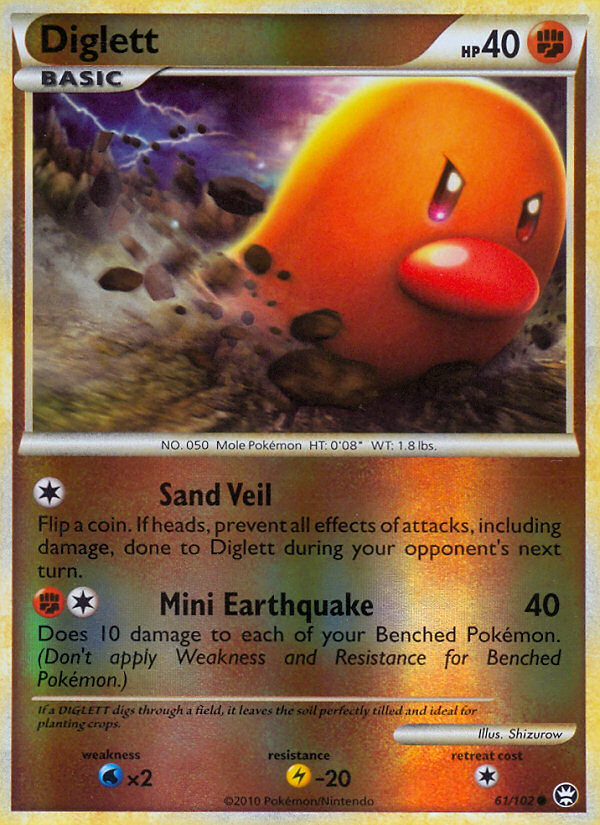 Diglett
HP 40
BASIC
NO. 050 Mole Pokémon HT: 0'08" WT: 1.8 lbs.
Sand Veil
Flip a coin. If heads, prevent all effects of attacks, including
damage, done to Diglett during your opponent's next
turn.
Mini Earthquake 40
Does 10 damage to each of your Benched Pokémon.
(Don't apply Weakness and Resistance for Benched
Pokémon.)
If a DIGLETT digs through a field, it leaves the soil perfectly tilled and ideal for
planting crops.
Illus. Shizurow
weakness resistance retreat cost
×2 -20
©2010 Pokémon/Nintendo 61/102